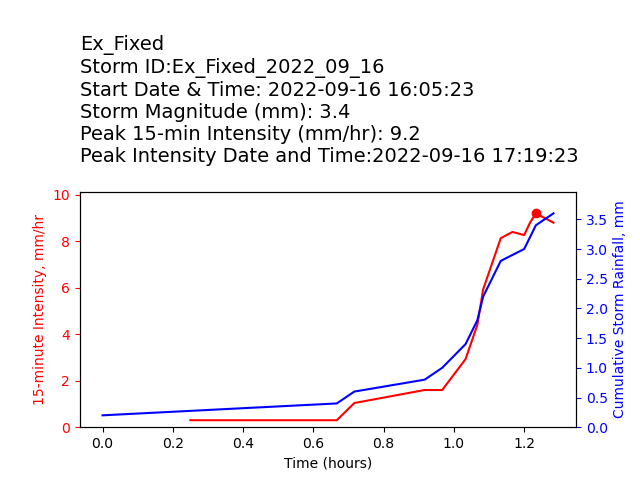 Ex_Fixed
Storm ID:Ex_Fixed_2022_09_16
Start Date & Time: 2022-09-16 16:05:23
Storm Magnitude (mm): 3.4
Peak 15-min Intensity (mm/hr): 9.2
Peak Intensity Date and Time:2022-09-16 17:19:23
15-minute Intensity, mm/hr
10
8
6
4
2
0
3.5
3.0
2.5
2.0
1.5
1.0
0.5
0.0
Cumulative Storm Rainfall, mm
0.0 0.2 0.4 0.6 0.8 1.0 1.2
Time (hours)